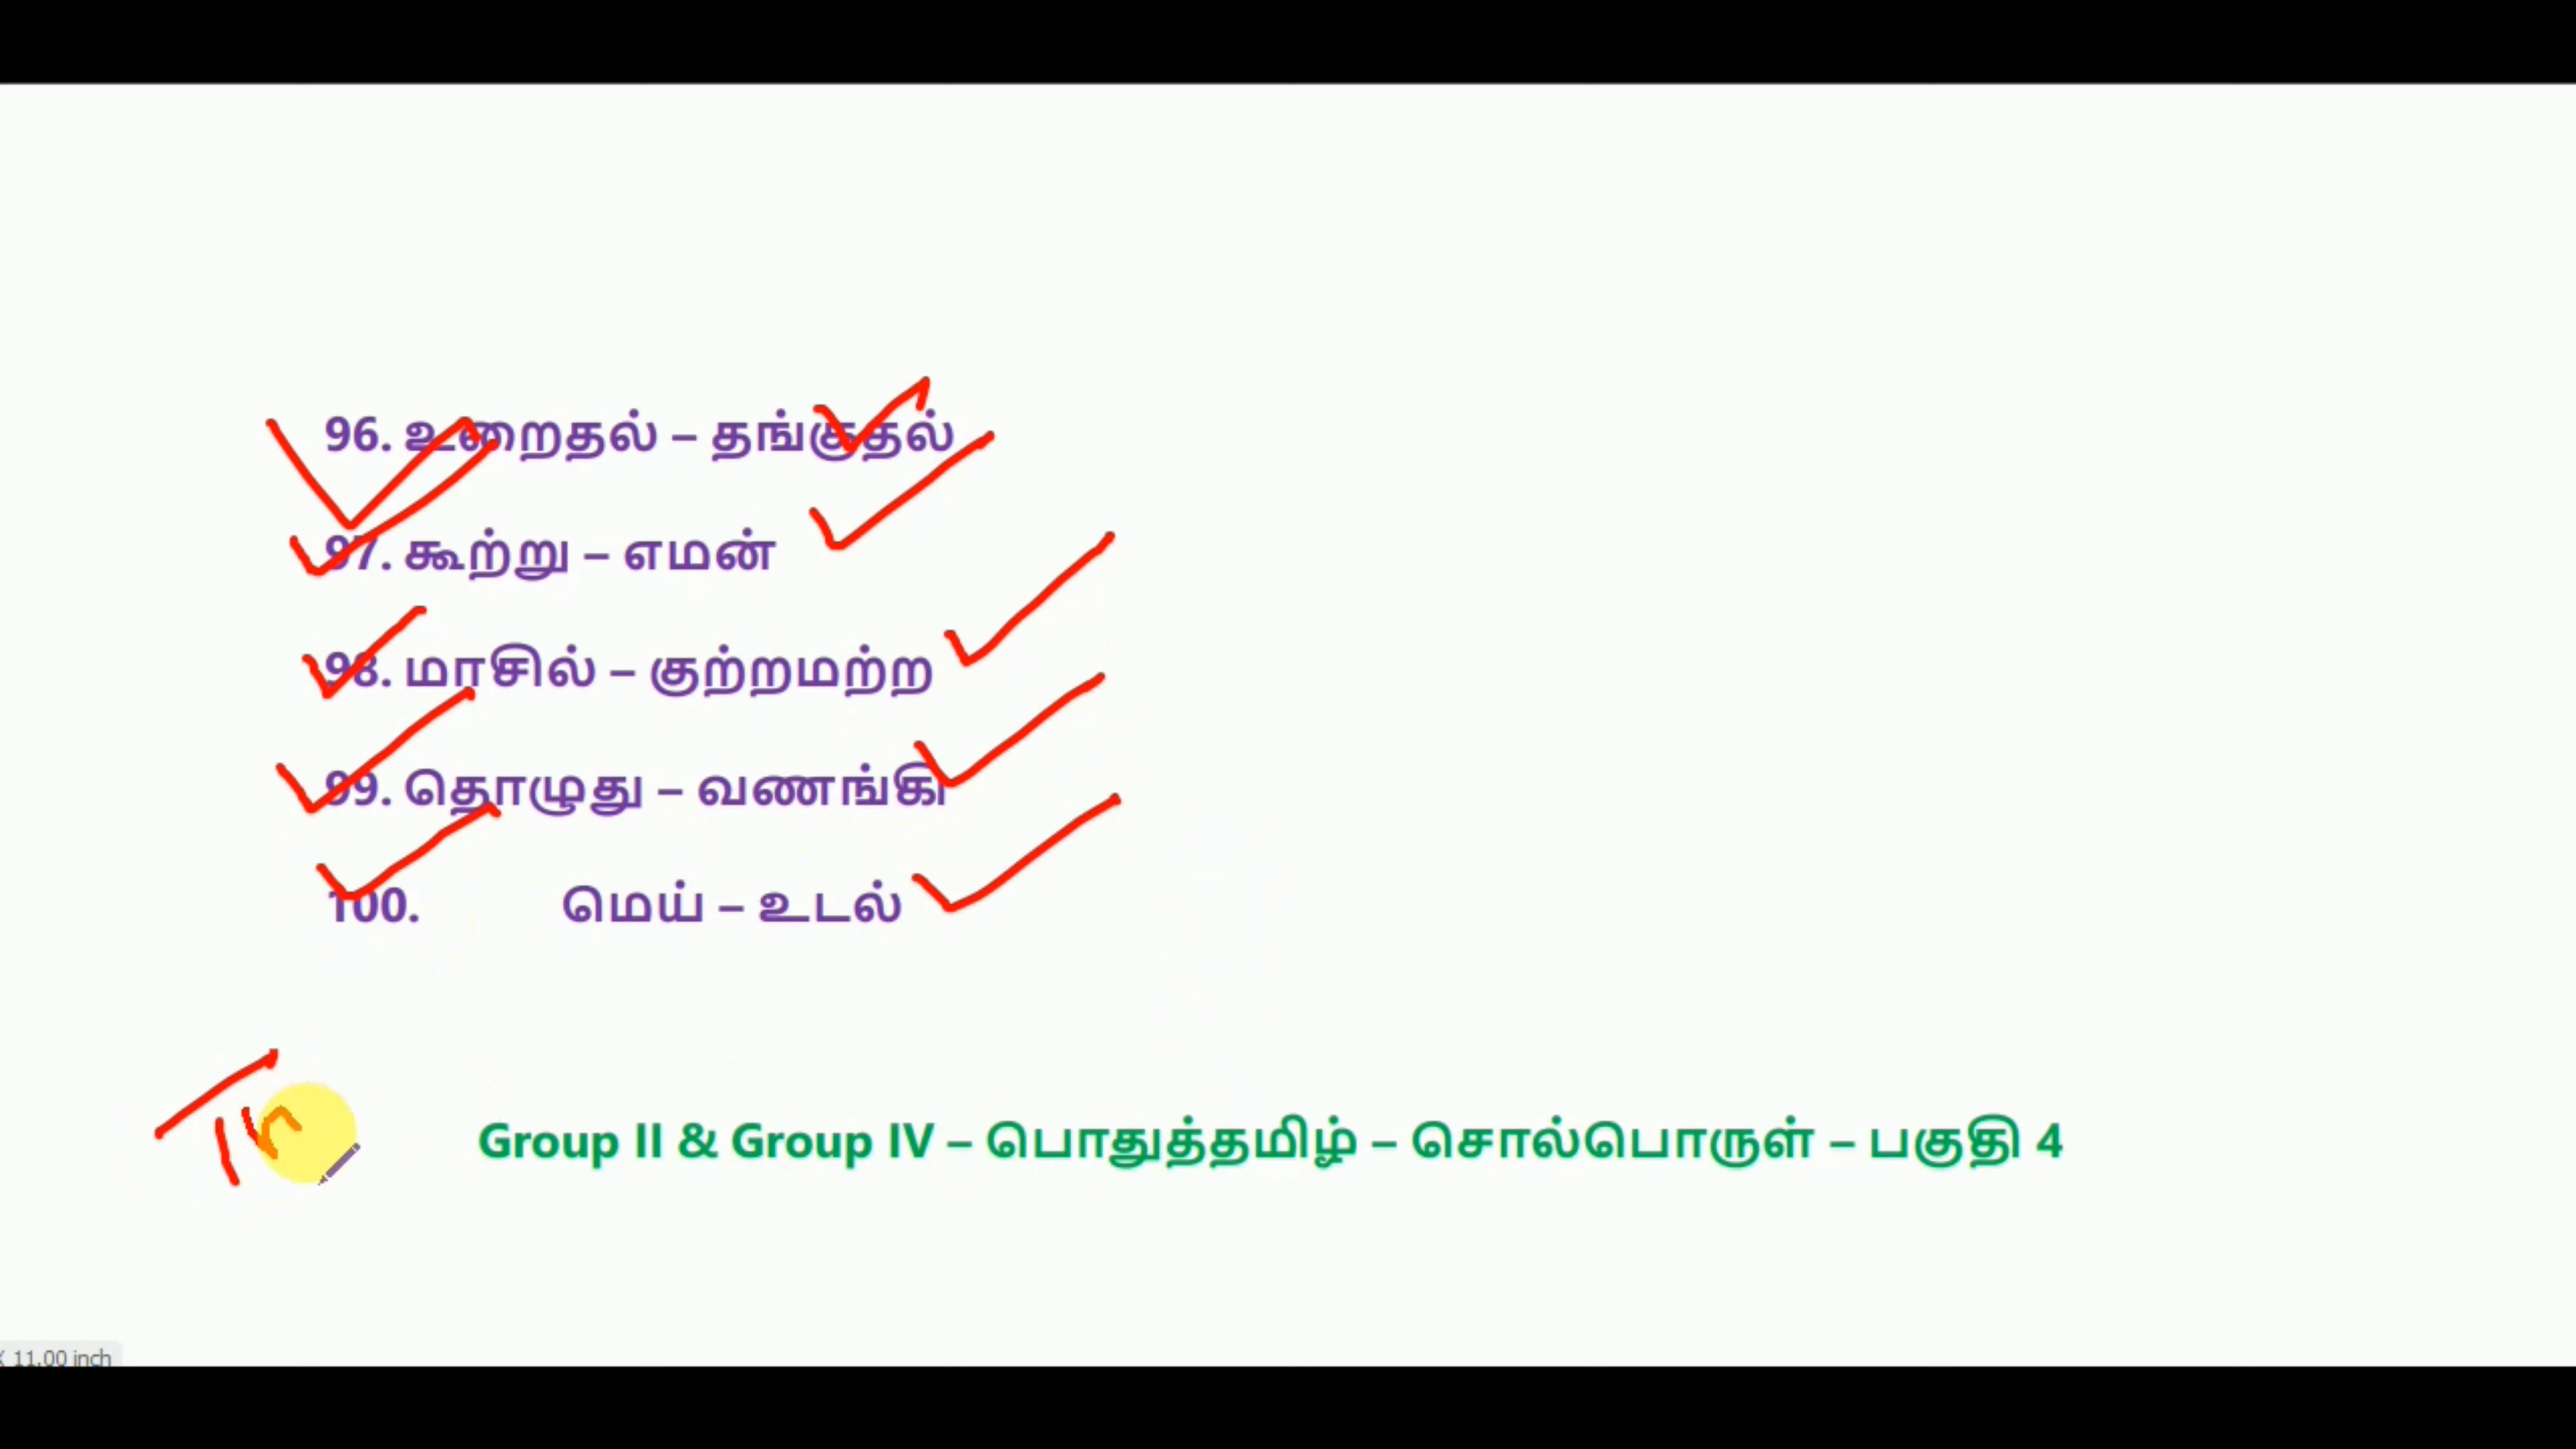 96. உறைதல் – தங்குதல்
97. கூற்று – எமன்
98. மாசில் – குற்றமற்ற
99. தொழுது – வணங்கி
100. மெய் – உடல்
Group II & Group IV – பொதுத்தமிழ் – சொல்பொருள் – பகுதி 4
X 11.00 inch